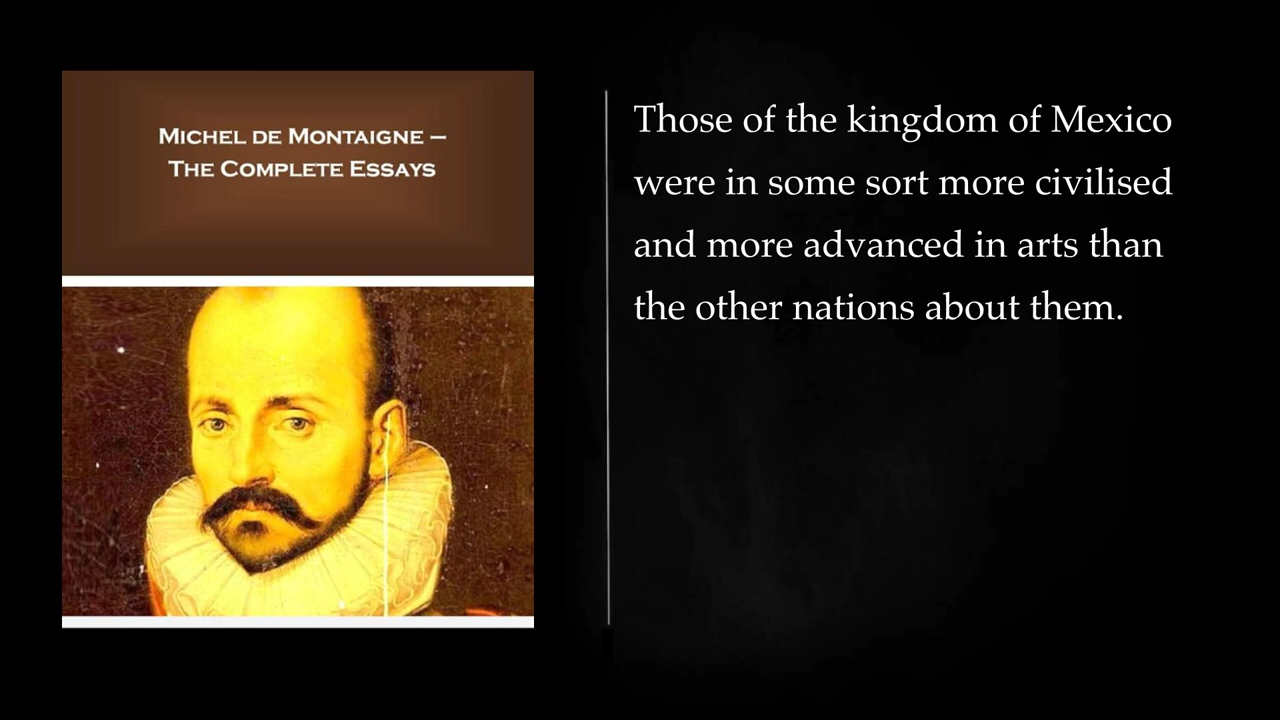 MICHEL DE MONTAIGNE –
THE COMPLETE ESSAYS
Those of the kingdom of Mexico
were in some sort more civilised
and more advanced in arts than
the other nations about them.